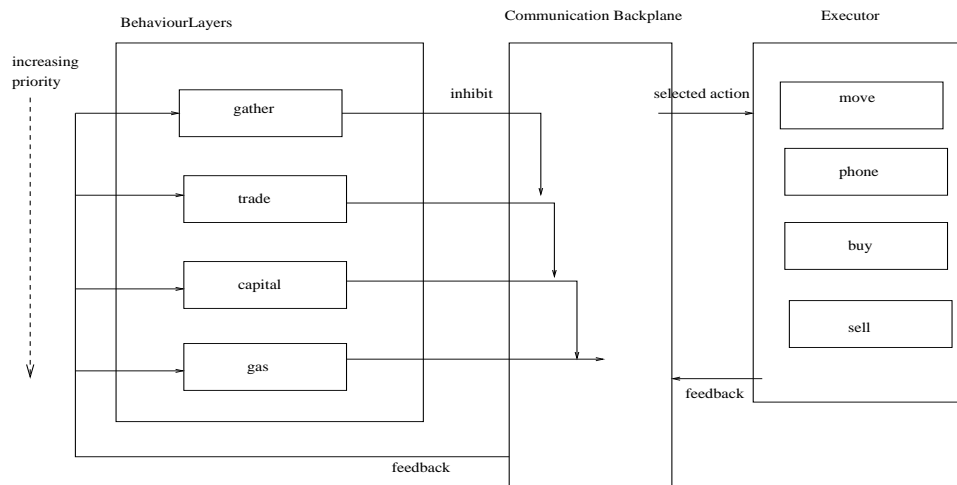 Communication Backplane
Executor
BehaviourLayers
increasing
priority
gather
inhibit
selected action
move
trade
phone
capital
buy
gas
sell
feedback
feedback